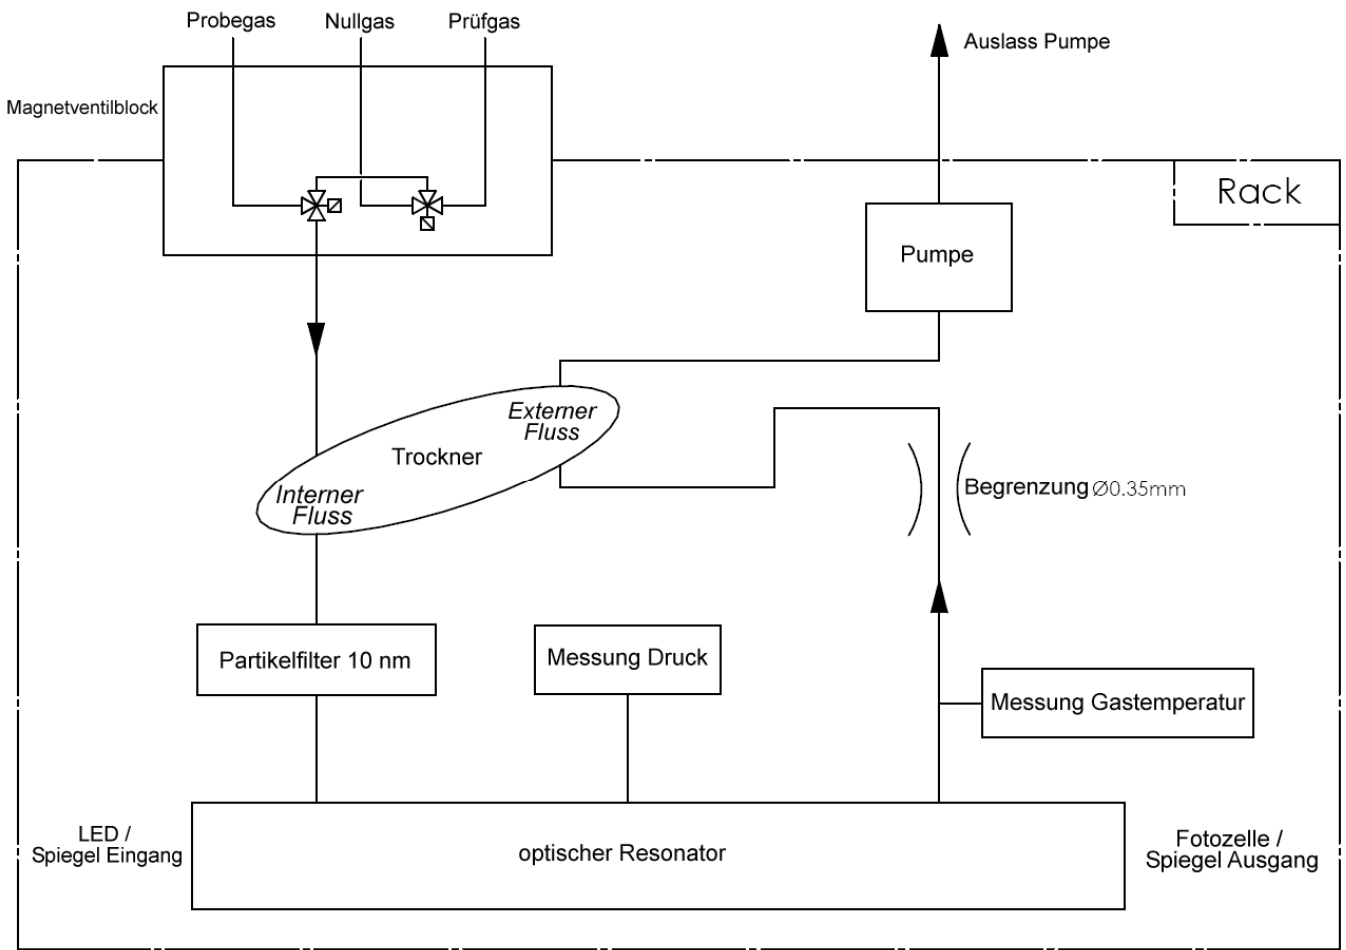 Probegas
Nullgas
Prüfgas
Auslass Pumpe
Magnetventilblock
Rack
Pumpe
Externer
Fluss
Trockner
Interner
Fluss
Begrenzung Ø0.35mm
Partikelfilter 10 nm
Messung Druck
Messung Gastemperatur
LED /
Spiegel Eingang
optischer Resonator
Fotozelle /
Spiegel Ausgang